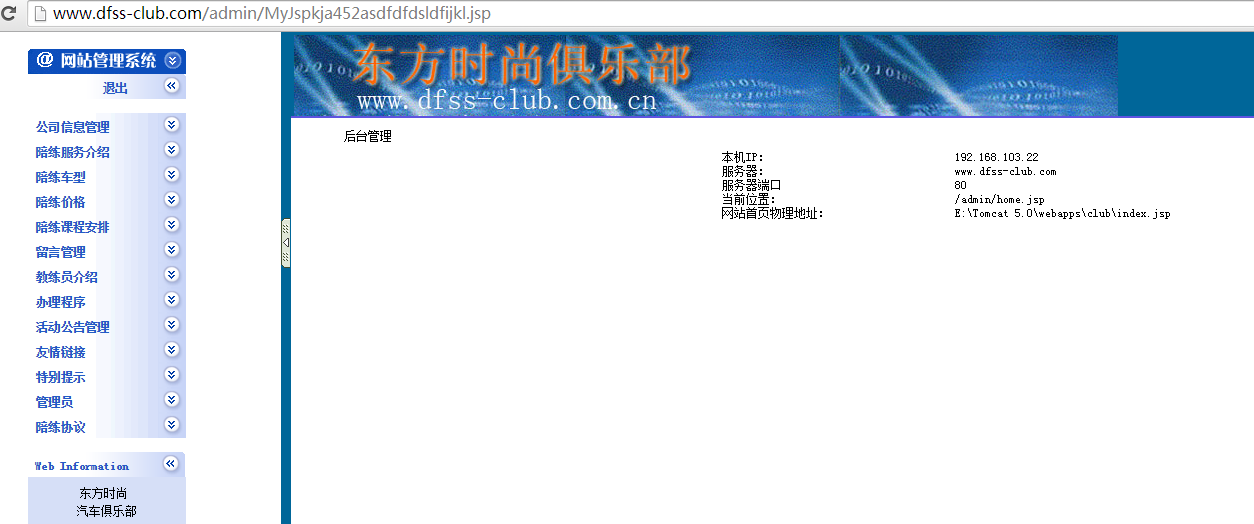 www.dfss-club.com/admin/MyJspkja452asdfdfdsldfijkl.jsp
@ 网站管理系统
退出
公司信息管理
陪练服务介绍
陪练车型
陪练价格
陪练课程安排
留言管理
教练员介绍
办理程序
活动公告管理
友情链接
特别提示
管理员
陪练协议
Web Information
东方时尚
汽车俱乐部
东方时尚俱乐部
www.dfss-club.com.cn
后台管理
本机IP: 192.168.103.22
服务器: www.dfss-club.com
服务器端口 80
当前位置: /admin/home.jsp
网站首页物理地址: E:\Tomcat 5.0\webapps\club\index.jsp